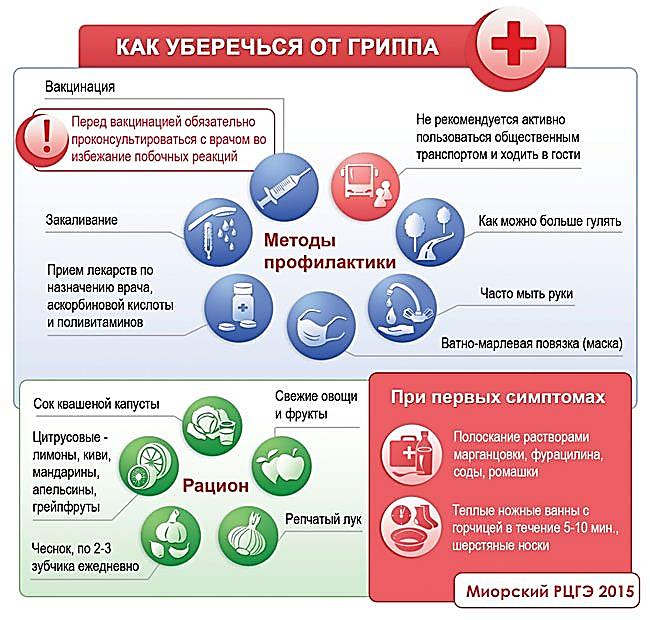 КАК УБЕРЕЧЬСЯ ОТ ГРИППА
Вакцинация
!
Перед вакцинацией обязательно
проконсультироваться с врачом во
избежание побочных реакций
Не рекомендуется активно
пользоваться общественным
транспортом и ходить в гости
Закаливание
Как можно больше гулять
Методы
профилактики
Прием лекарств по
назначению врача,
аскорбиновой кислоты
и поливитаминов
Часто мыть руки
Ватно-марлевая повязка (маска)
Сок квашеной капусты
Свежие овощи
и фрукты
Цитрусовые -
лимоны, киви,
мандарины,
апельсины,
грейпфруты
Рацион
Репчатый лук
Чеснок, по 2-3
зубчика ежедневно
При первых симптомах
Полоскание растворами
марганцовки, фурацилина,
соды, ромашки
Теплые ножные ванны с
горчицей в течение 5-10 мин.,
шерстяные носки
Миорский РЦГЭ 2015